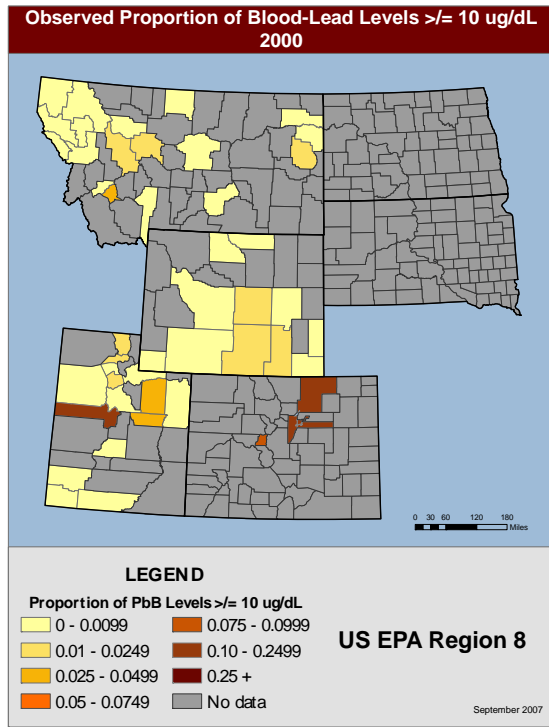 Observed Proportion of Blood-Lead Levels >/= 10 ug/dL
2000
0 30 60 120 180
Miles
LEGEND
Proportion of PbB Levels >/= 10 ug/dL
0 - 0.0099
0.01 - 0.0249
0.025 - 0.0499
0.05 - 0.0749
0.075 - 0.0999
0.10 - 0.2499
0.25 +
No data
US EPA Region 8
September 2007